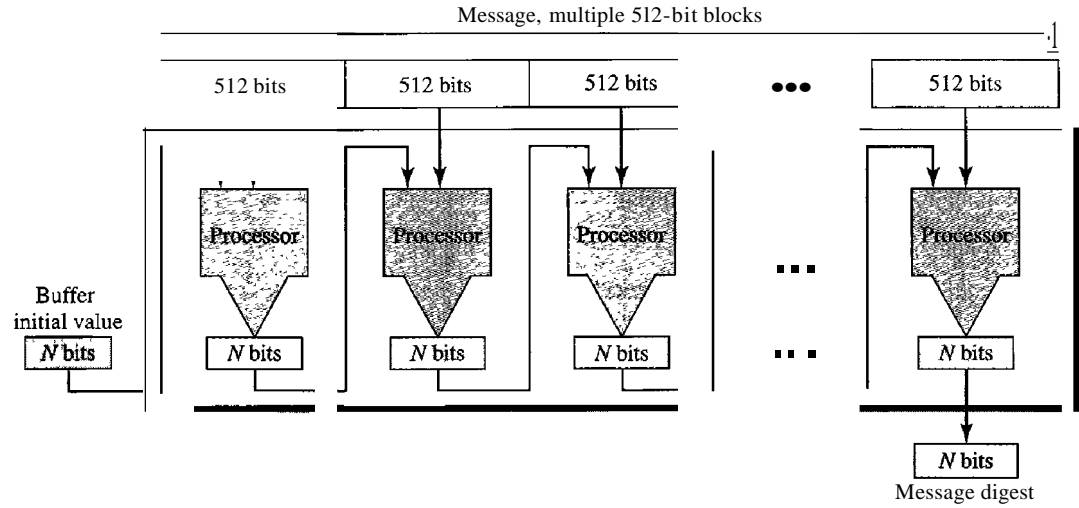 Message, multiple 512-bit blocks
512 bits 512 bits 512 bits ••• 512 bits
Processor Processor Processor ... Processor
Buffer
initial value
N bits N bits N bits N bits ... N bits
N bits
Message digest